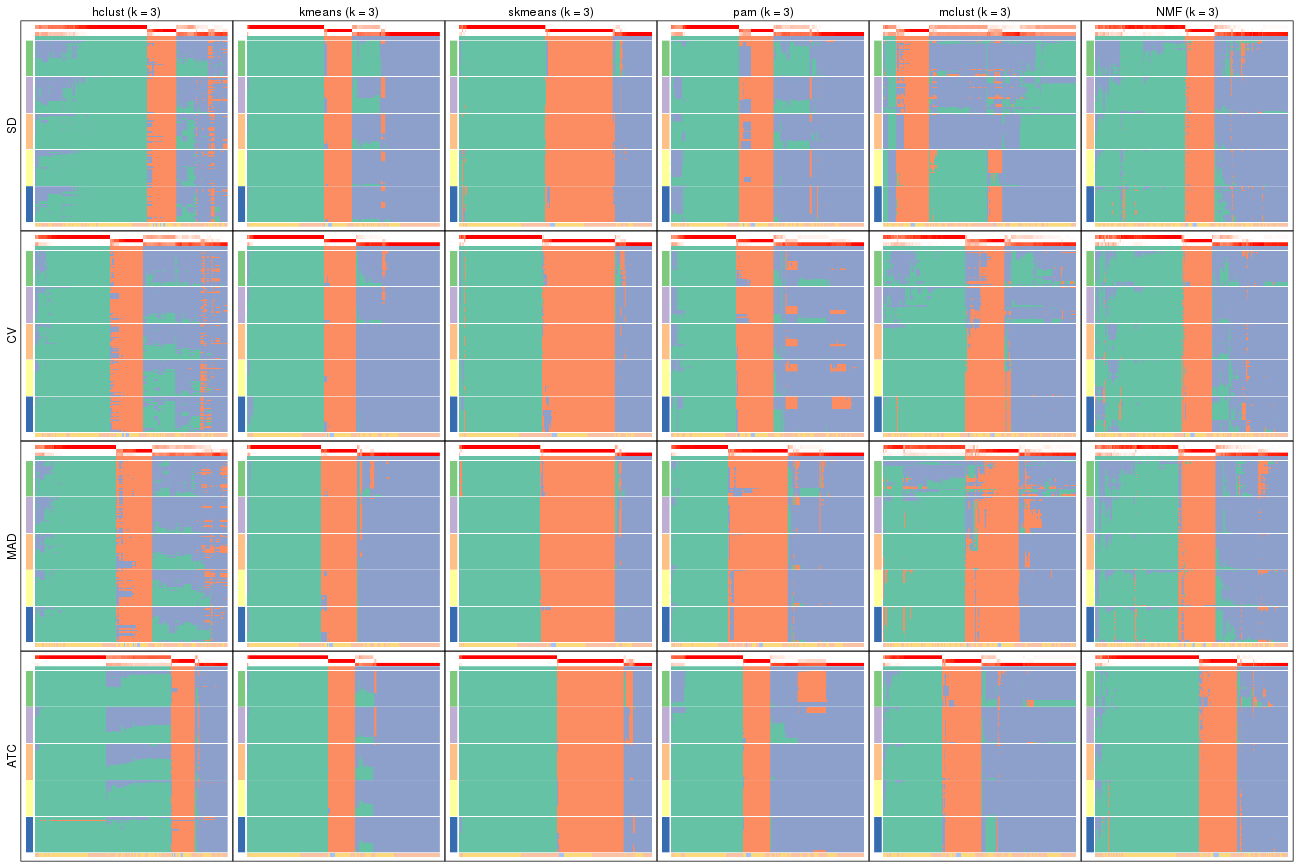 hclust (k = 3) kmeans (k = 3) skmeans (k = 3) pam (k = 3) mclust (k = 3) NMF (k = 3)
SD
CV
MAD
ATC